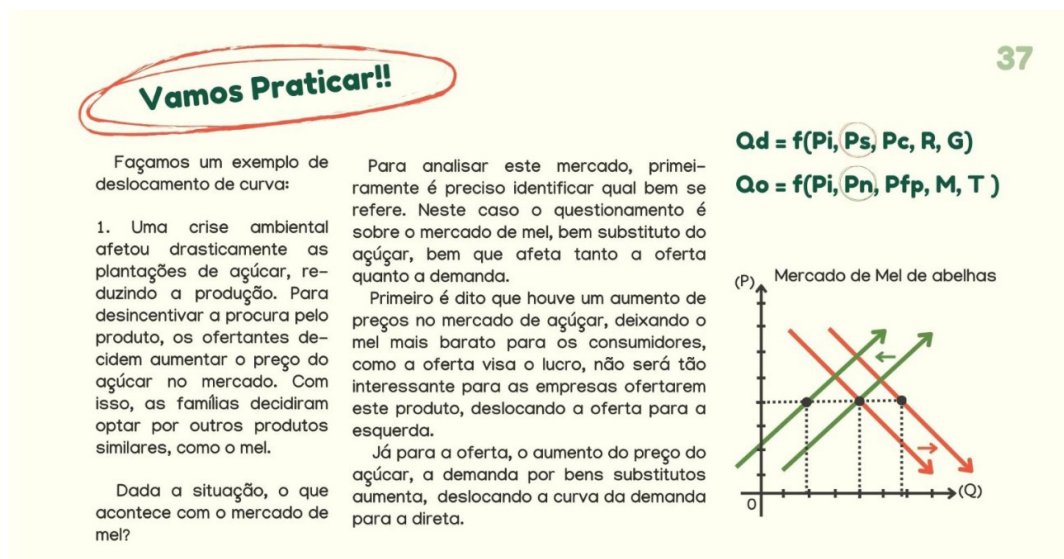 37
Vamos Praticar!!
Façamos um exemplo de
deslocamento de curva:
1. Uma crise ambiental
afetou drasticamente as
plantações de açúcar, re-
duzindo a produção. Para
desincentivar a procura pelo
produto, os ofertantes de-
cidem aumentar o preço do
açúcar no mercado. Com
isso, as famílias decidiram
optar por outros produtos
similares, como o mel.
Dada a situação, o que
acontece com o mercado de
mel?
Para analisar este mercado, primei-
ramente é preciso identificar qual bem se
refere. Neste caso o questionamento é
sobre o mercado de mel, bem substituto do
açúçar, bem que afeta tanto a oferta
quanto a demanda.
Primeiro é dito que houve um aumento de
preços no mercado de açúçar, deixando o
mel mais barato para os consumidores,
como a oferta visa o lucro, não será tão
interessante para as empresas ofertarem
este produto, deslocando a oferta para a
esquerda.
Já para a oferta, o aumento do preço do
açúcar, a demanda por bens substitutos
aumenta, deslocando a curva da demanda
para a direta.
Qd = f(Pi, Ps, Pc, R, G)
Qo = f(Pi, Pn, Pfp, M, T )
(P) Mercado de Mel de abelhas
0
(Q)